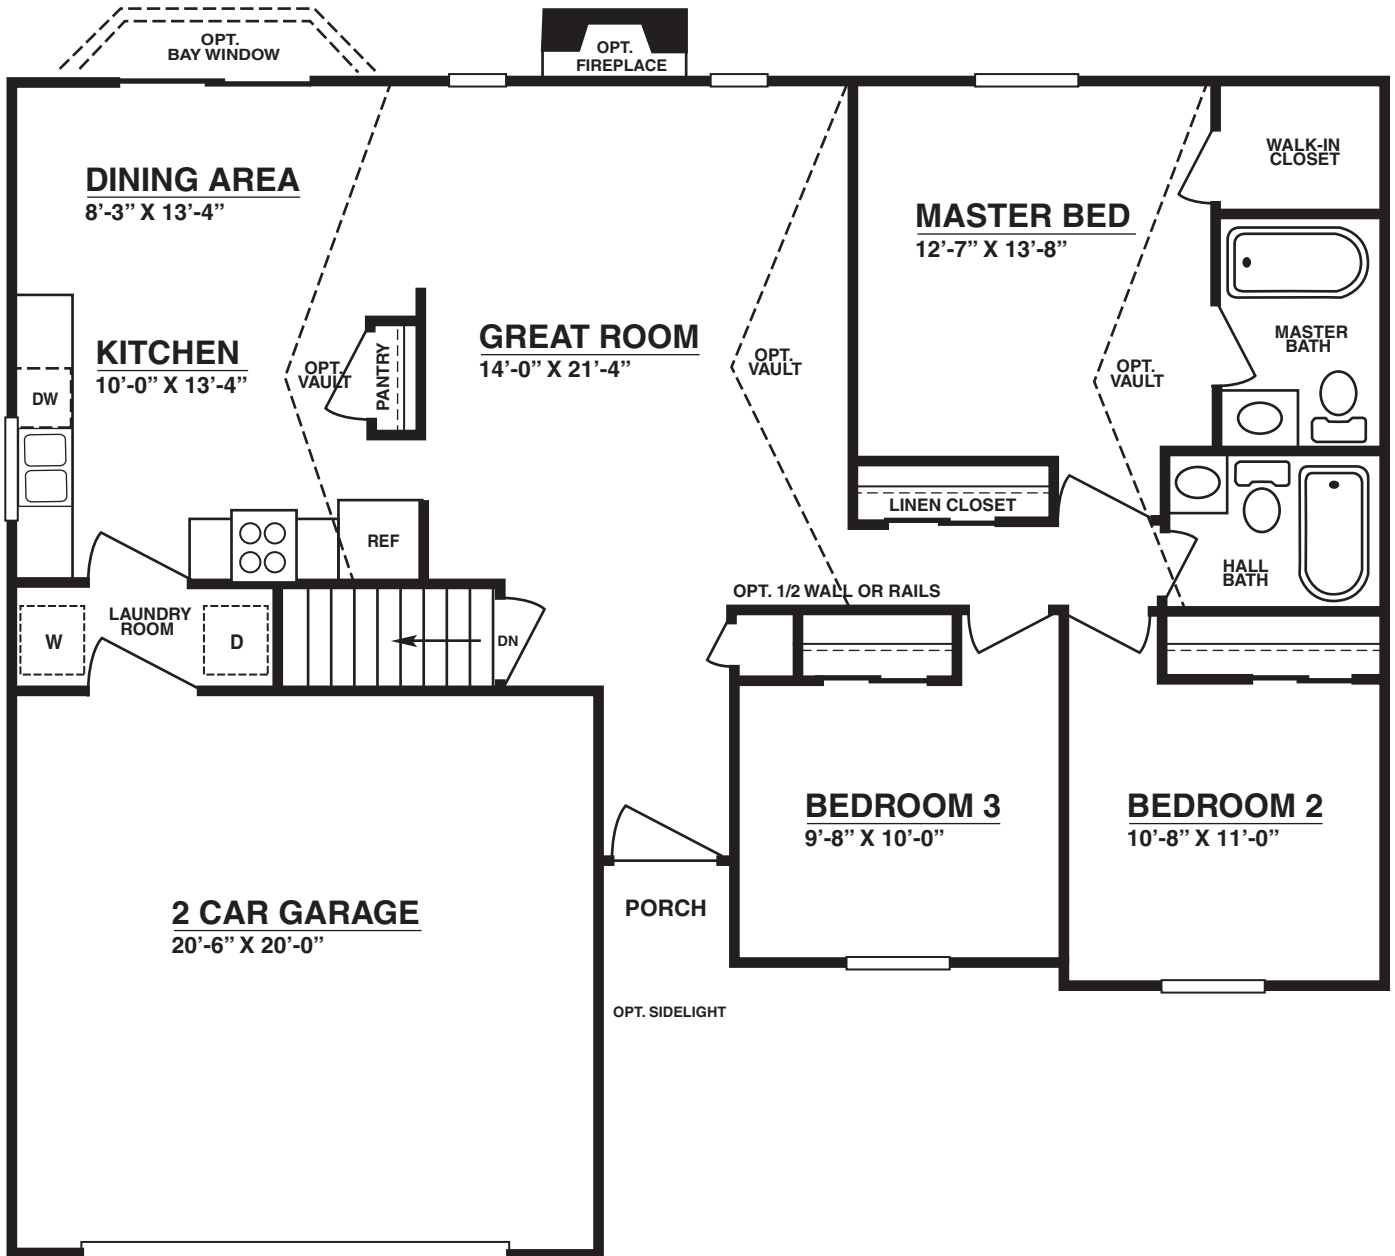 OPT.
BAY WINDOW
OPT.
FIREPLACE
DINING AREA
8’-3” X 13’-4”
WALK-IN
CLOSET
MASTER BED
12’-7” X 13’-8”
KITCHEN
10’-0” X 13’-4”
OPT.
VAULT
PANTRY
GREAT ROOM
14’-0” X 21’-4”
OPT.
VAULT
OPT.
VAULT
MASTER
BATH
DW
LINEN CLOSET
REF
HALL
BATH
OPT. 1/2 WALL OR RAILS
W
LAUNDRY
ROOM
D
DN
BEDROOM 3
9’-8” X 10’-0”
BEDROOM 2
10’-8” X 11’-0”
2 CAR GARAGE
20’-6” X 20’-0”
PORCH
OPT. SIDELIGHT